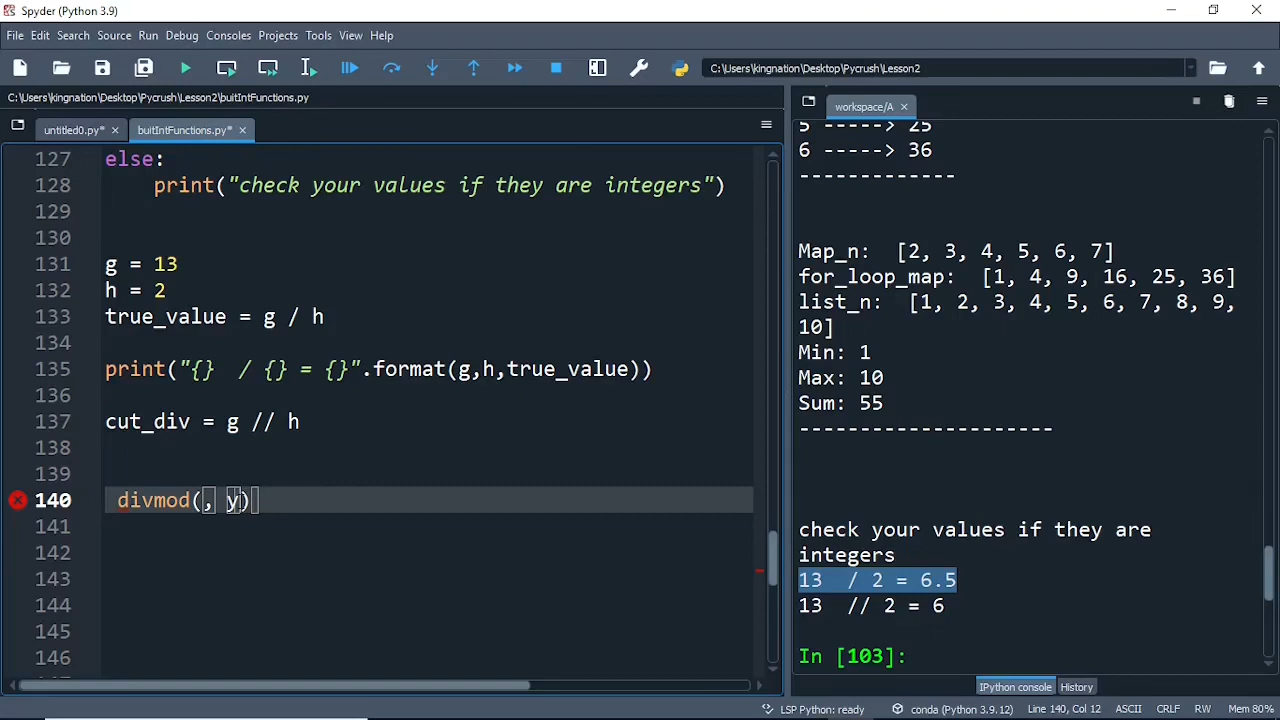 Spyder (Python 3.9)
File Edit Search Source Run Debug Consoles Projects Tools View Help
C:\Users\kingnation\Desktop\Pycrush\Lesson2
C:\Users\kingnation\Desktop\Pycrush\Lesson2\buitIntFunctions.py
untitled0.py*
buitIntFunctions.py*
127 else:
128     print("check your values if they are integers")
129
130
131 g = 13
132 h = 2
133 true_value = g / h
134
135 print("{}  / {} = {}".format(g,h,true_value))
136
137 cut_div = g // h
138
139
140  divmod(, y)
141
142
143
144
145
146
workspace/A
5 -----> 25
6 -----> 36
-------------
Map_n:  [2, 3, 4, 5, 6, 7]
for_loop_map:  [1, 4, 9, 16, 25, 36]
list_n:  [1, 2, 3, 4, 5, 6, 7, 8, 9,
10]
Min: 1
Max: 10
Sum: 55
---------------------
check your values if they are
integers
13  / 2 = 6.5
13  // 2 = 6
In [103]:
IPython console History
LSP Python: ready conda (Python 3.9.12) Line 140, Col 12 ASCII CRLF RW Mem 80%